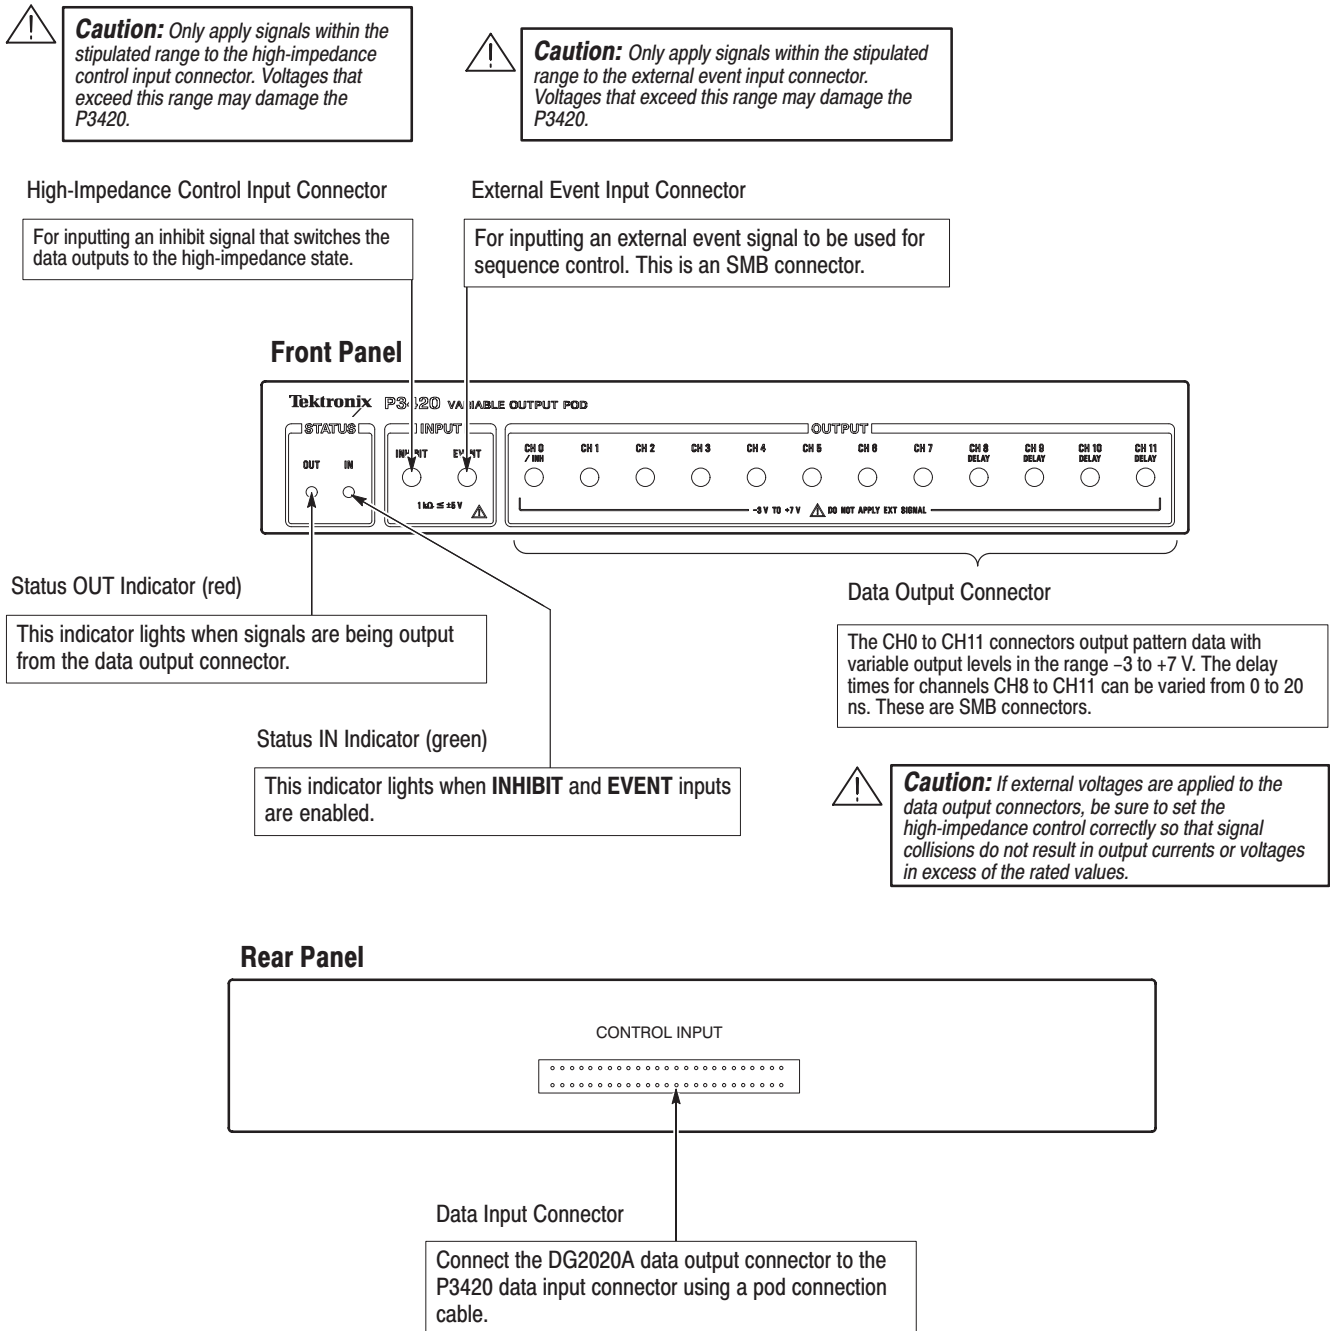 Caution: Only apply signals within the
stipulated range to the high-impedance
control input connector. Voltages that
exceed this range may damage the
P3420.
Caution: Only apply signals within the stipulated
range to the external event input connector.
Voltages that exceed this range may damage the
P3420.
High-Impedance Control Input Connector
For inputting an inhibit signal that switches the
data outputs to the high-impedance state.
External Event Input Connector
For inputting an external event signal to be used for
sequence control. This is an SMB connector.
Front Panel
Tektronix P3420 VARIABLE OUTPUT POD
STATUS
OUT IN
INPUT
INHIBIT EVENT
1 kΩ ≤ ±5 V
OUTPUT
CH 0 / INH
CH 1
CH 2
CH 3
CH 4
CH 5
CH 6
CH 7
CH 8 DELAY
CH 9 DELAY
CH 10 DELAY
CH 11 DELAY
–3 V TO +7 V DO NOT APPLY EXT SIGNAL
Status OUT Indicator (red)
This indicator lights when signals are being output
from the data output connector.
Status IN Indicator (green)
This indicator lights when INHIBIT and EVENT inputs
are enabled.
Data Output Connector
The CH0 to CH11 connectors output pattern data with
variable output levels in the range –3 to +7 V. The delay
times for channels CH8 to CH11 can be varied from 0 to 20
ns. These are SMB connectors.
Caution: If external voltages are applied to the
data output connectors, be sure to set the
high-impedance control correctly so that signal
collisions do not result in output currents or voltages
in excess of the rated values.
Rear Panel
CONTROL INPUT
Data Input Connector
Connect the DG2020A data output connector to the
P3420 data input connector using a pod connection
cable.